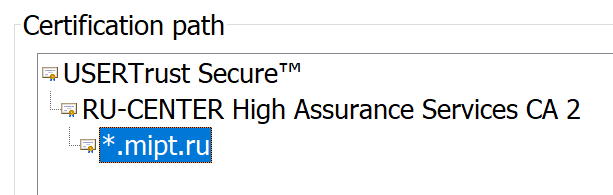 Certification path
USERTrust Secure™
RU-CENTER High Assurance Services CA 2
*.mipt.ru